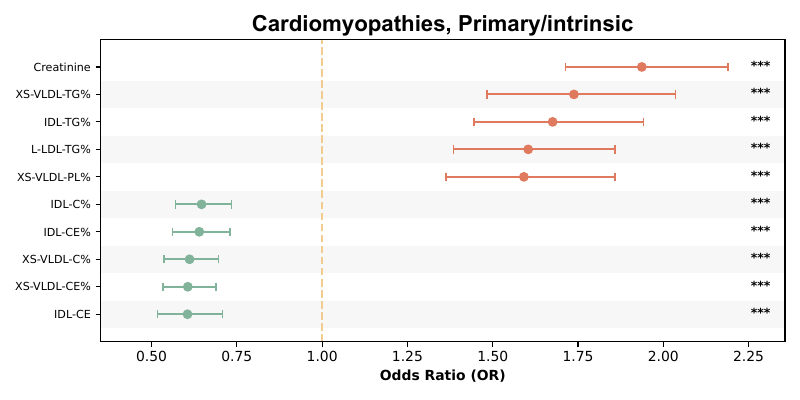 Cardiomyopathies, Primary/intrinsic
Creatinine ***
XS-VLDL-TG% ***
IDL-TG% ***
L-LDL-TG% ***
XS-VLDL-PL% ***
IDL-C% ***
IDL-CE% ***
XS-VLDL-C% ***
XS-VLDL-CE% ***
IDL-CE ***
0.50 0.75 1.00 1.25 1.50 1.75 2.00 2.25
Odds Ratio (OR)